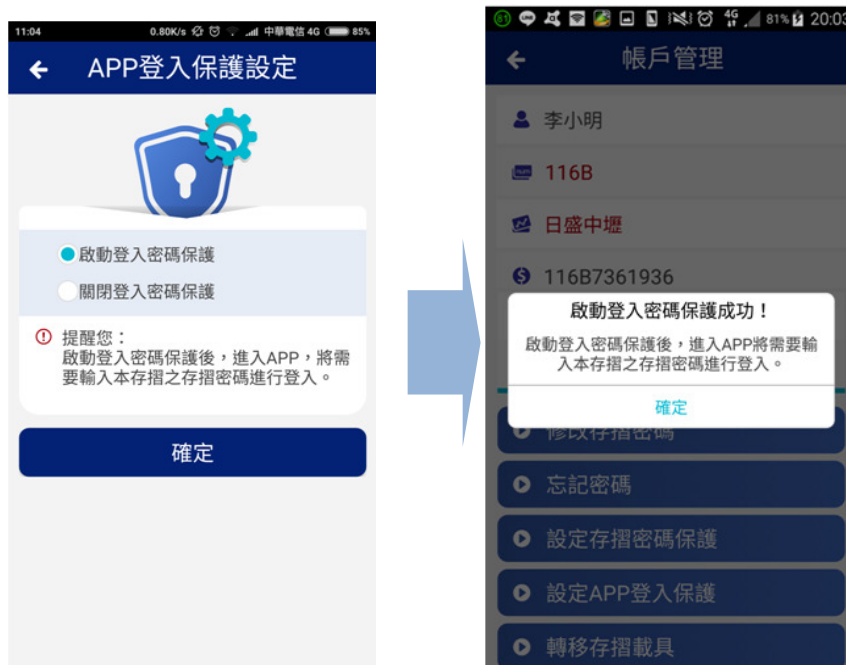 11:04
0.80K/s
中華電信 4G
85%
APP登入保護設定
啟動登入密碼保護
關閉登入密碼保護
提醒您：
啟動登入密碼保護後，進入APP，將需
要輸入本存摺之存摺密碼進行登入。
確定
81
4G
81%
20:03
帳戶管理
李小明
116B
日盛中壢
116B7361936
啟動登入密碼保護成功！
啟動登入密碼保護後，進入APP將需要輸
入本存摺之存摺密碼進行登入。
確定
修改存摺密碼
忘記密碼
設定存摺密碼保護
設定APP登入保護
轉移存摺載具